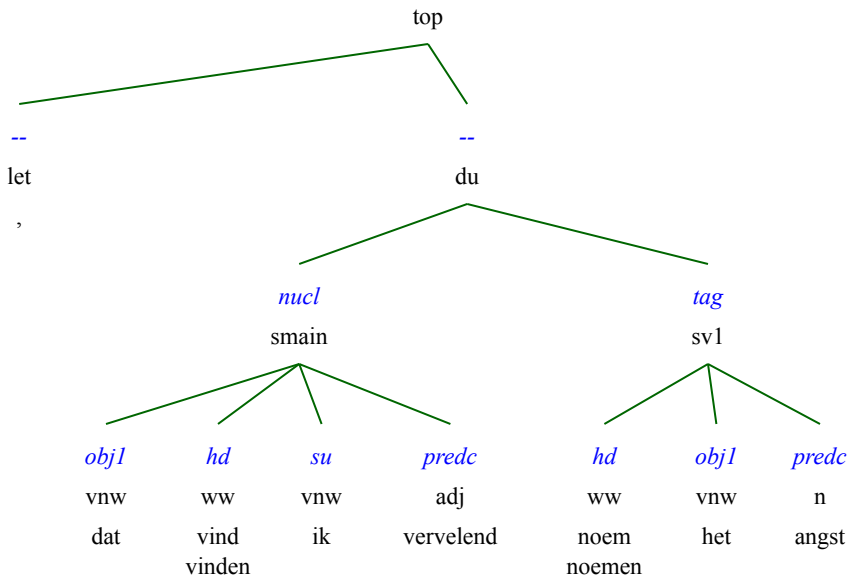 top
-- --
let du
,
nucl tag
smain sv1
obj1 hd su predc hd obj1 predc
vnw ww vnw adj ww vnw n
dat vind ik vervelend noem het angst
vinden noemen